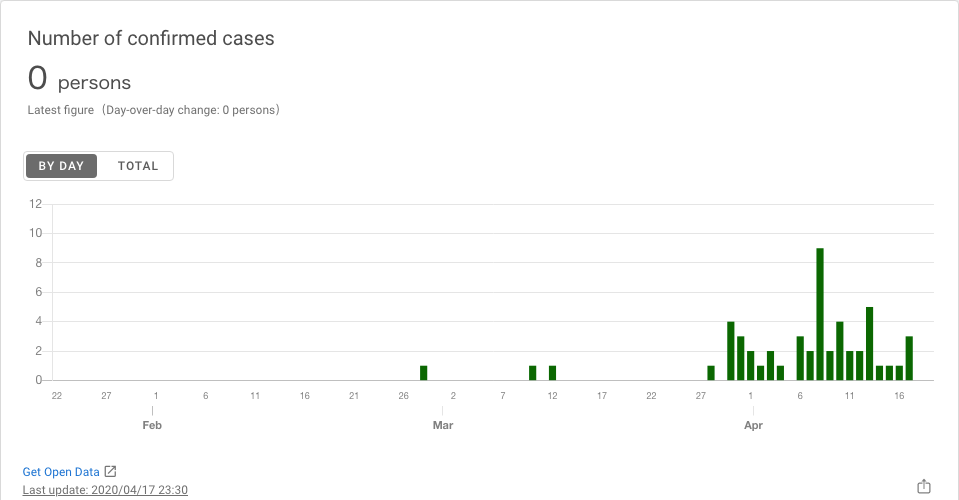 Number of confirmed cases
0 persons
Latest figure（Day-over-day change: 0 persons）
BY DAY TOTAL
12
10
8
6
4
2
0
22 27 1 6 11 16 21 26 2 7 12 17 22 27 1 6 11 16
Feb Mar Apr
Get Open Data
Last update: 2020/04/17 23:30